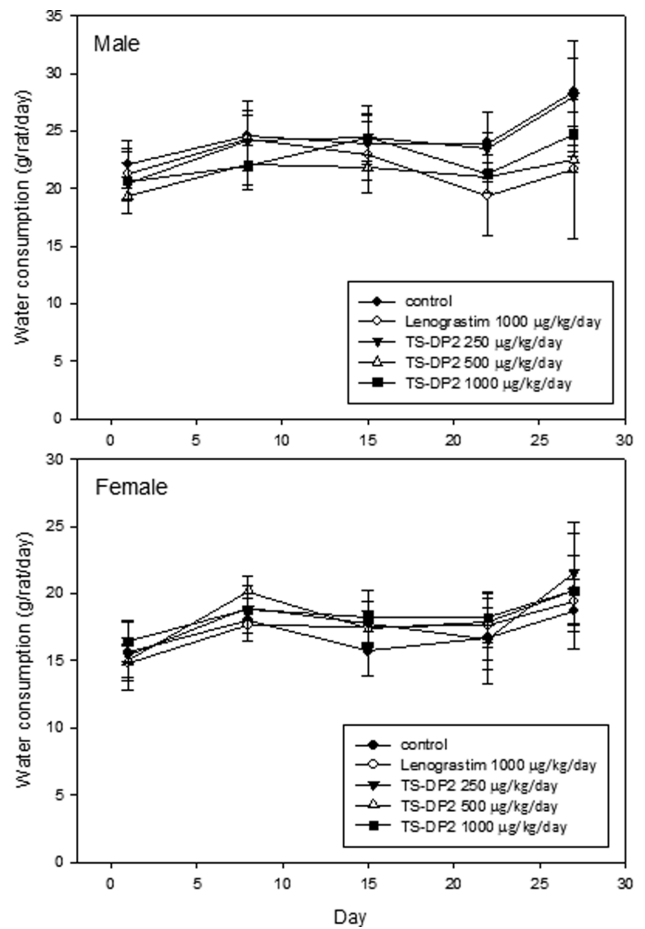 Male
Water consumption (g/rat/day)
35
30
25
20
15
10
5
0
control
Lenograstim 1000 µg/kg/day
TS-DP2 250 µg/kg/day
TS-DP2 500 µg/kg/day
TS-DP2 1000 µg/kg/day
0 5 10 15 20 25 30
Female
Water consumption (g/rat/day)
30
25
20
15
10
5
0
control
Lenograstim 1000 µg/kg/day
TS-DP2 250 µg/kg/day
TS-DP2 500 µg/kg/day
TS-DP2 1000 µg/kg/day
0 5 10 15 20 25 30
Day